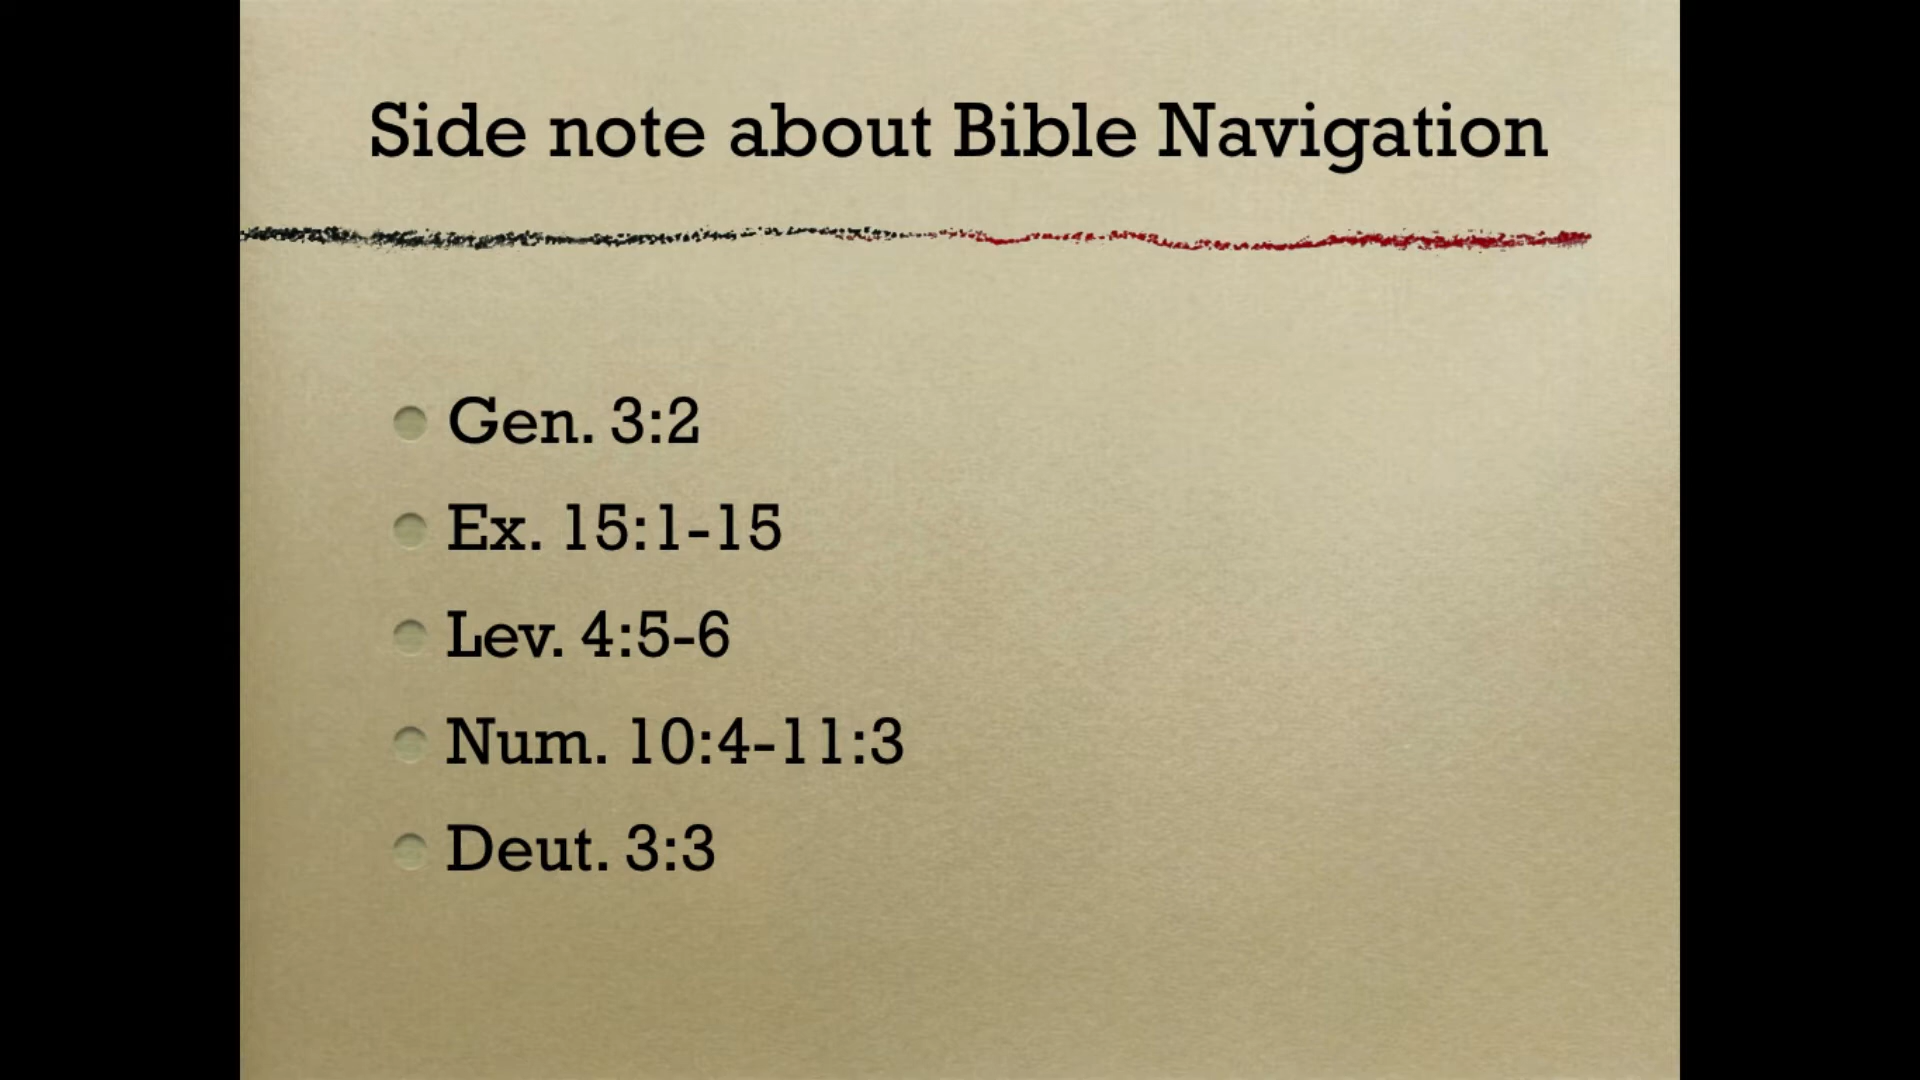 Side note about Bible Navigation
Gen. 3:2
Ex. 15:1-15
Lev. 4:5-6
Num. 10:4-11:3
Deut. 3:3